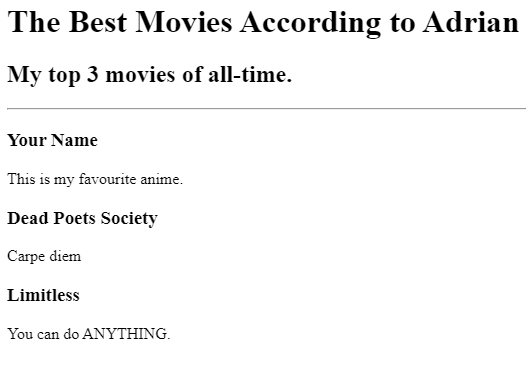 The Best Movies According to Adrian
My top 3 movies of all-time.
Your Name
This is my favourite anime.
Dead Poets Society
Carpe diem
Limitless
You can do ANYTHING.